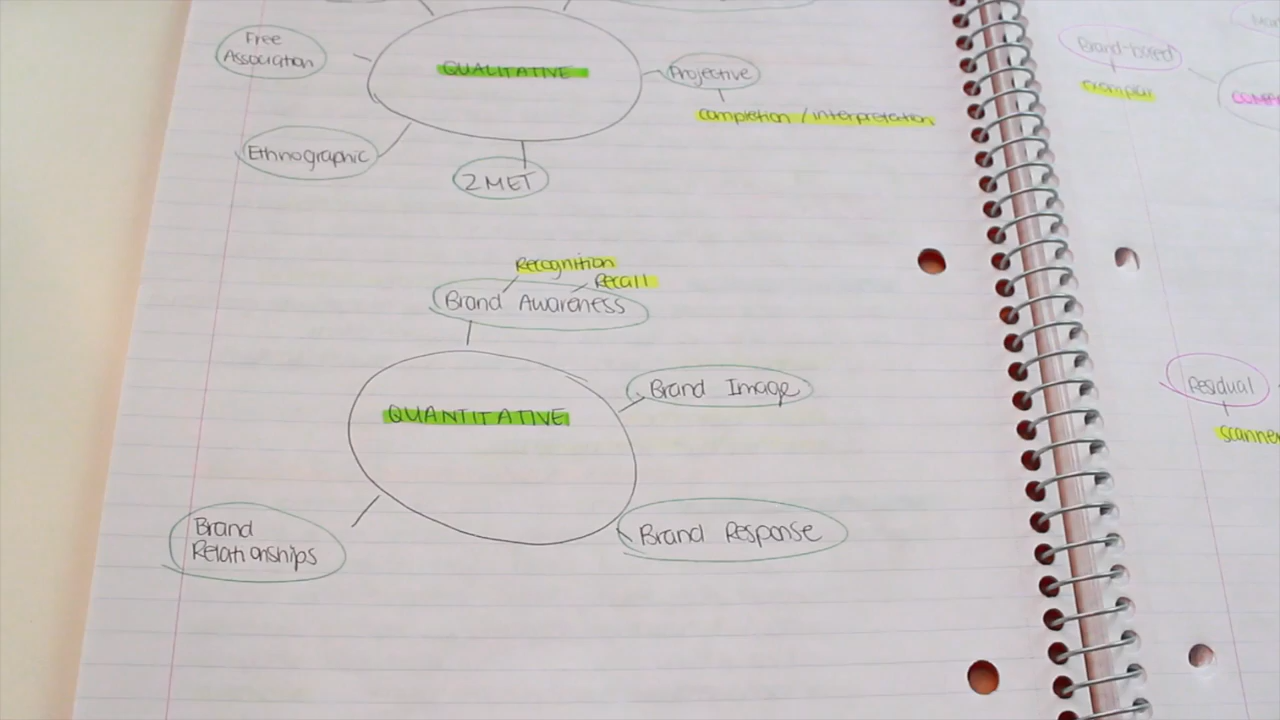 Free
Association
QUALITATIVE
Projective
completion / interpretation
Ethnographic
ZMET
Recognition
Recall
Brand Awareness
Brand Image
QUANTITATIVE
Brand
Relationships
Brand Response
Brand-based
exemplar
Residual